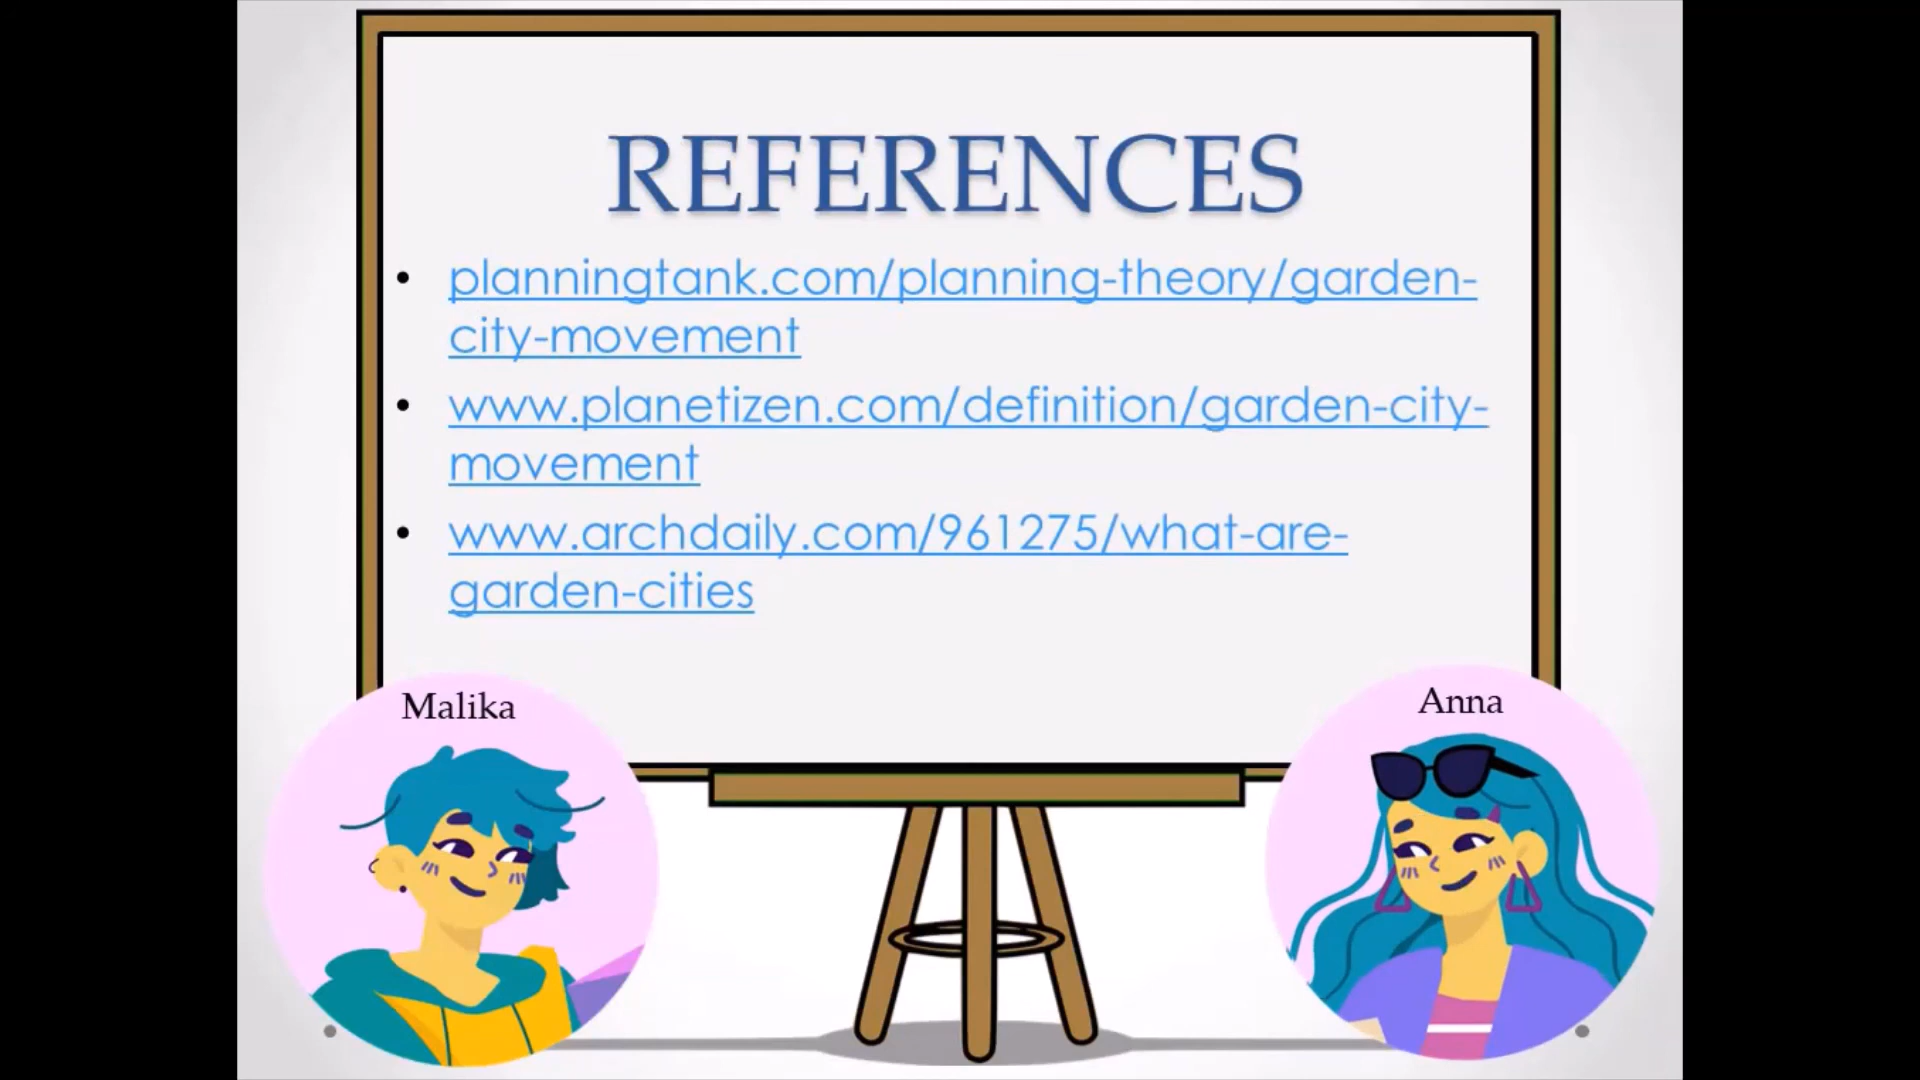 REFERENCES
• planningtank.com/planning-theory/garden-
city-movement
• www.planetizen.com/definition/garden-city-
movement
• www.archdaily.com/961275/what-are-
garden-cities
Malika
Anna